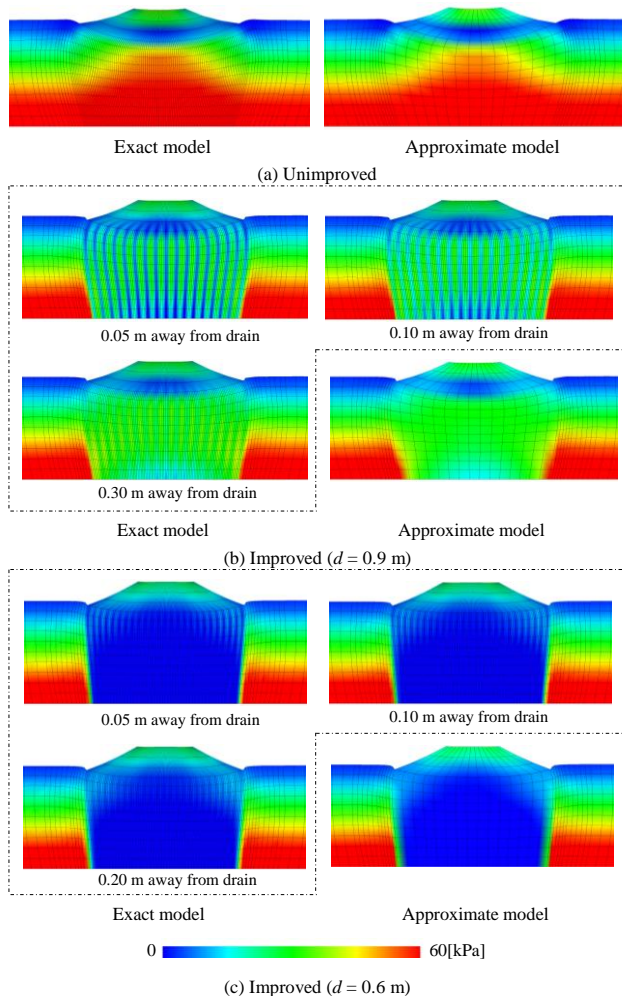 Exact model
Approximate model
(a) Unimproved
0.05 m away from drain
0.10 m away from drain
0.30 m away from drain
Exact model
Approximate model
(b) Improved (d = 0.9 m)
0.05 m away from drain
0.10 m away from drain
0.20 m away from drain
Exact model
Approximate model
0 60[kPa]
(c) Improved (d = 0.6 m)